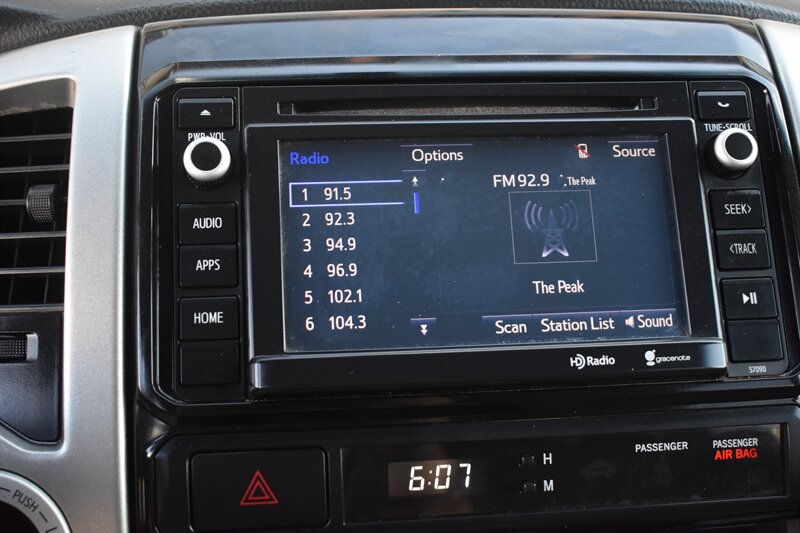 PWR·VOL
TUNE·SCROLL
Radio
Options
Source
FM 92.9 The Peak
1 91.5
2 92.3
3 94.9
4 96.9
5 102.1
6 104.3
The Peak
Scan
Station List
Sound
AUDIO
APPS
HOME
SEEK>
<TRACK
HD Radio
gracenote
57090
6:07
H
M
PASSENGER
PASSENGER
AIR BAG
PUSH